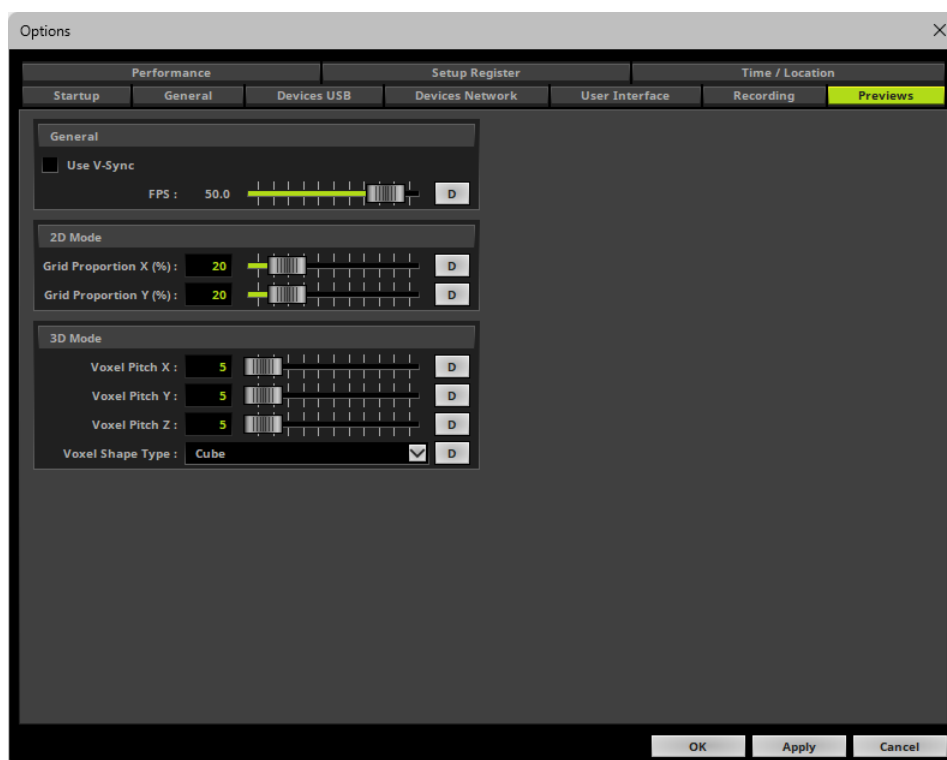 Options
Performance Setup Register Time / Location
Startup General Devices USB Devices Network User Interface Recording Previews
General
Use V-Sync
FPS : 50.0 D
2D Mode
Grid Proportion X (%) : 20 D
Grid Proportion Y (%) : 20 D
3D Mode
Voxel Pitch X : 5 D
Voxel Pitch Y : 5 D
Voxel Pitch Z : 5 D
Voxel Shape Type : Cube D
OK Apply Cancel